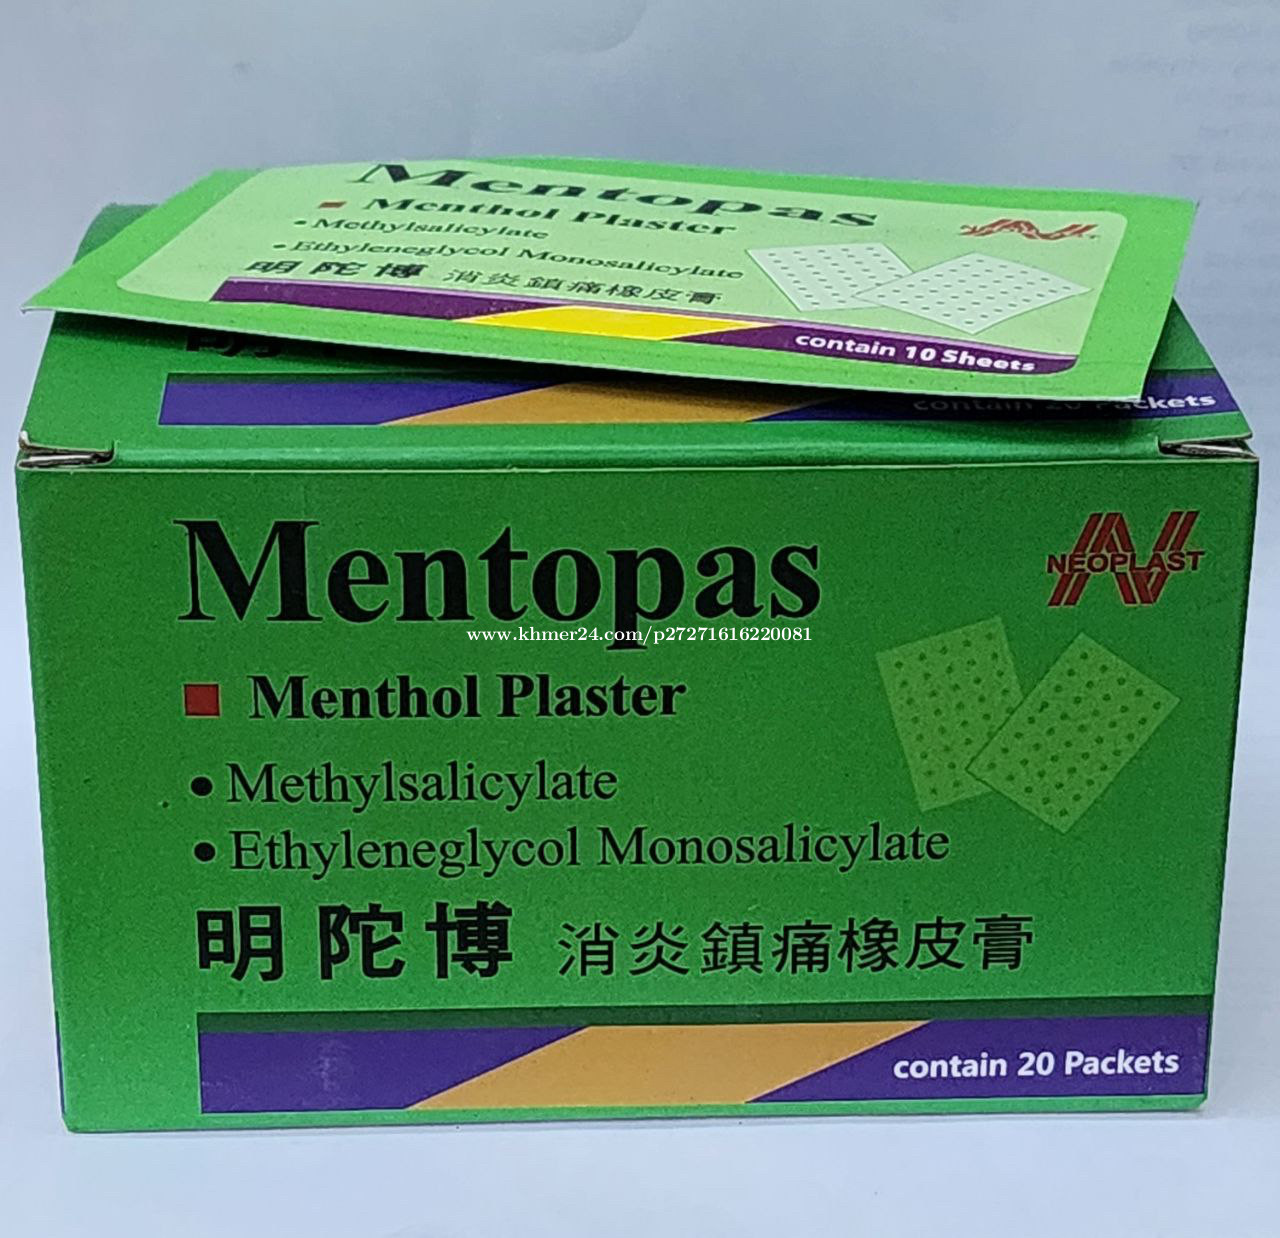 Mentopas
Menthol Plaster
• Methylsalicylate
• Ethyleneglycol Monosalicylate
明陀博 消炎鎮痛橡皮膏
contain 10 Sheets
contain 20 Packets
Mentopas
NEOPLAST
www.khmer24.com/p27271616220081
Menthol Plaster
• Methylsalicylate
• Ethyleneglycol Monosalicylate
明陀博 消炎鎮痛橡皮膏
contain 20 Packets